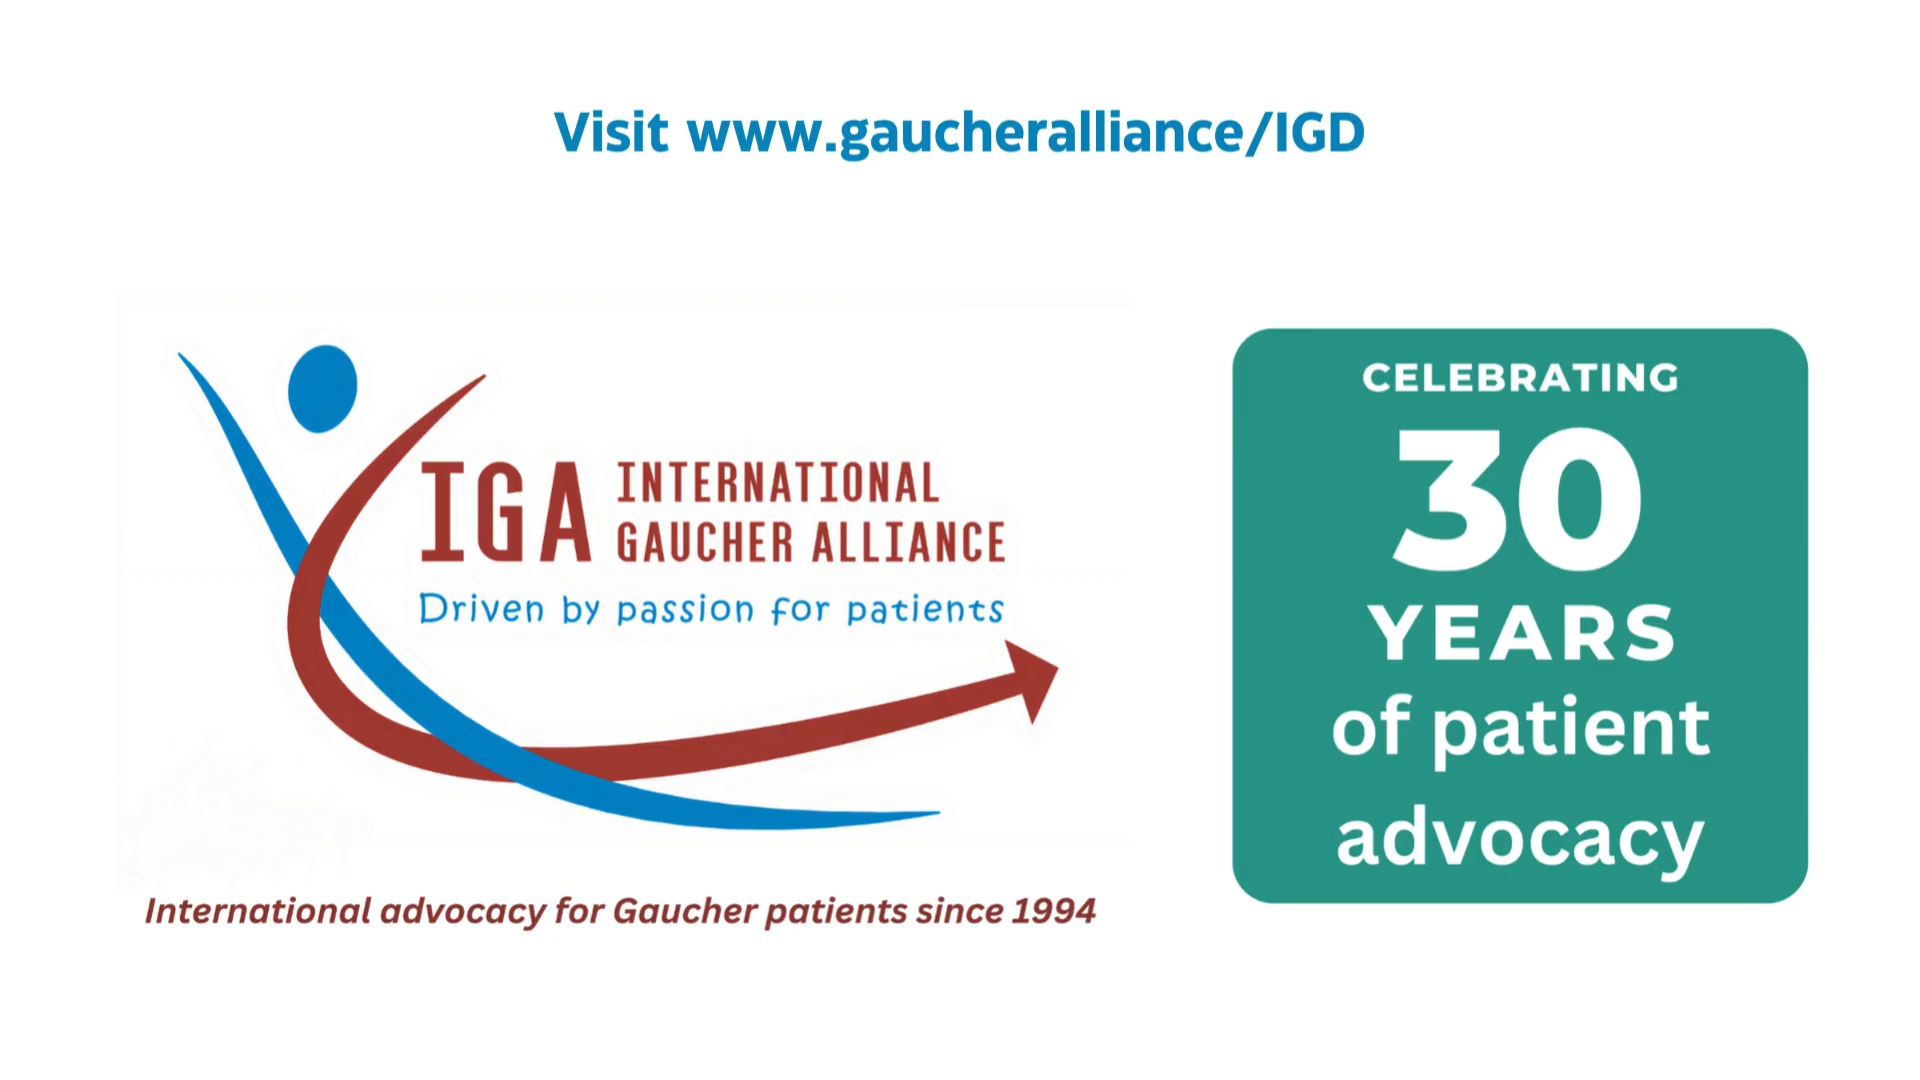 Visit www.gaucheralliance/IGD
IGA INTERNATIONAL
GAUCHER ALLIANCE
Driven by passion for patients
International advocacy for Gaucher patients since 1994
CELEBRATING
30
YEARS
of patient
advocacy